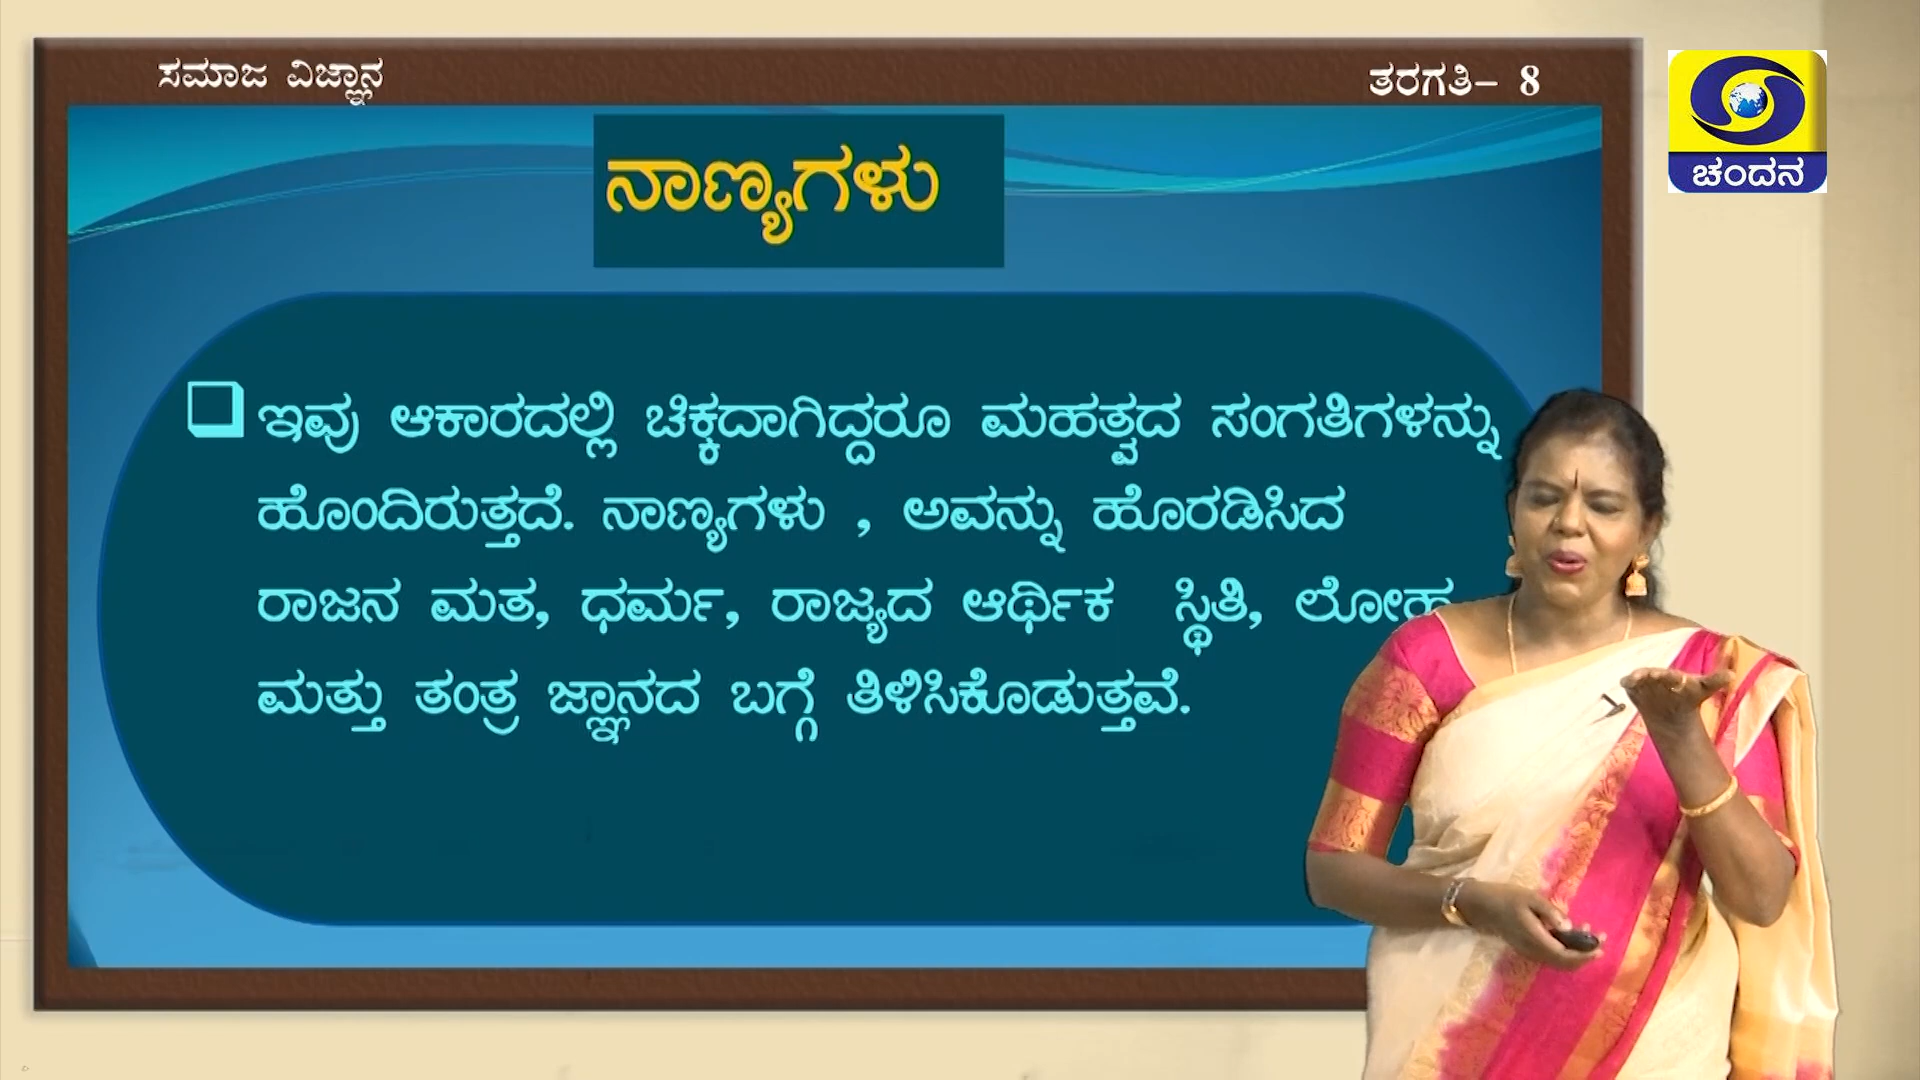 ಸಮಾಜ ವಿಜ್ಞಾನ
ತರಗತಿ– 8
ಚಂದನ
ನಾಣ್ಯಗಳು
ಇವು ಆಕಾರದಲ್ಲಿ ಚಿಕ್ಕದಾಗಿದ್ದರೂ ಮಹತ್ವದ ಸಂಗತಿಗಳನ್ನು
ಹೊಂದಿರುತ್ತದೆ. ನಾಣ್ಯಗಳು , ಅವನ್ನು ಹೊರಡಿಸಿದ
ರಾಜನ ಮತ, ಧರ್ಮ, ರಾಜ್ಯದ ಆರ್ಥಿಕ ಸ್ಥಿತಿ, ಲೋಹ
ಮತ್ತು ತಂತ್ರ ಜ್ಞಾನದ ಬಗ್ಗೆ ತಿಳಿಸಿಕೊಡುತ್ತವೆ.